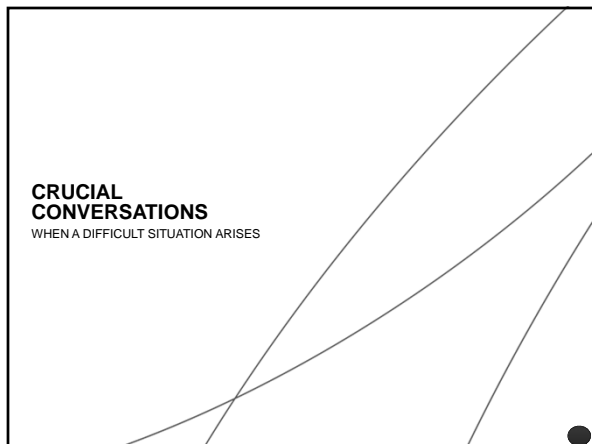 CRUCIAL
CONVERSATIONS
WHEN A DIFFICULT SITUATION ARISES